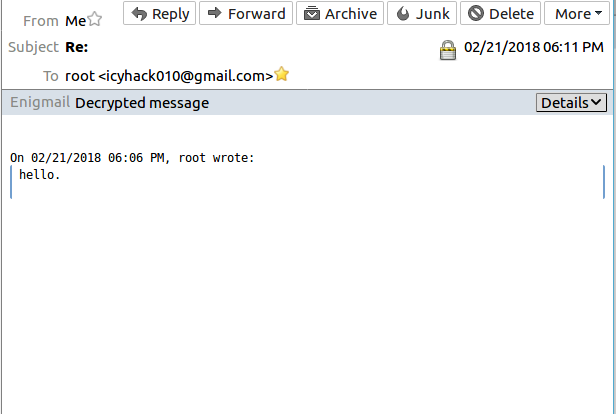 From Me Reply Forward Archive Junk Delete More
Subject Re: 02/21/2018 06:11 PM
To root <icyhack010@gmail.com>
Enigmail Decrypted message Details
On 02/21/2018 06:06 PM, root wrote:
hello.